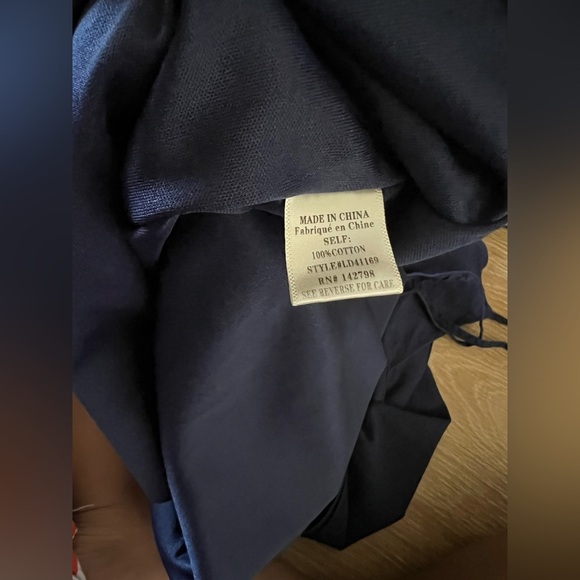 MADE IN CHINA
Fabriqué en Chine
SELF:
100%COTTON
STYLE#LD41169
RN# 142798
SEE REVERSE FOR CARE